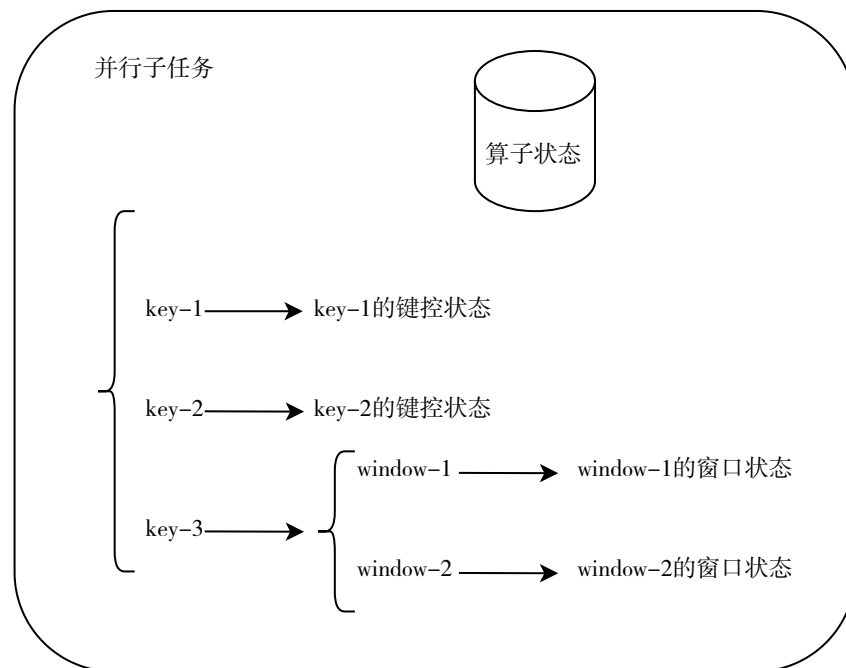 并行子任务
算子状态
key-1 key-1的键控状态
key-2 key-2的键控状态
window-1 window-1的窗口状态
key-3
window-2 window-2的窗口状态